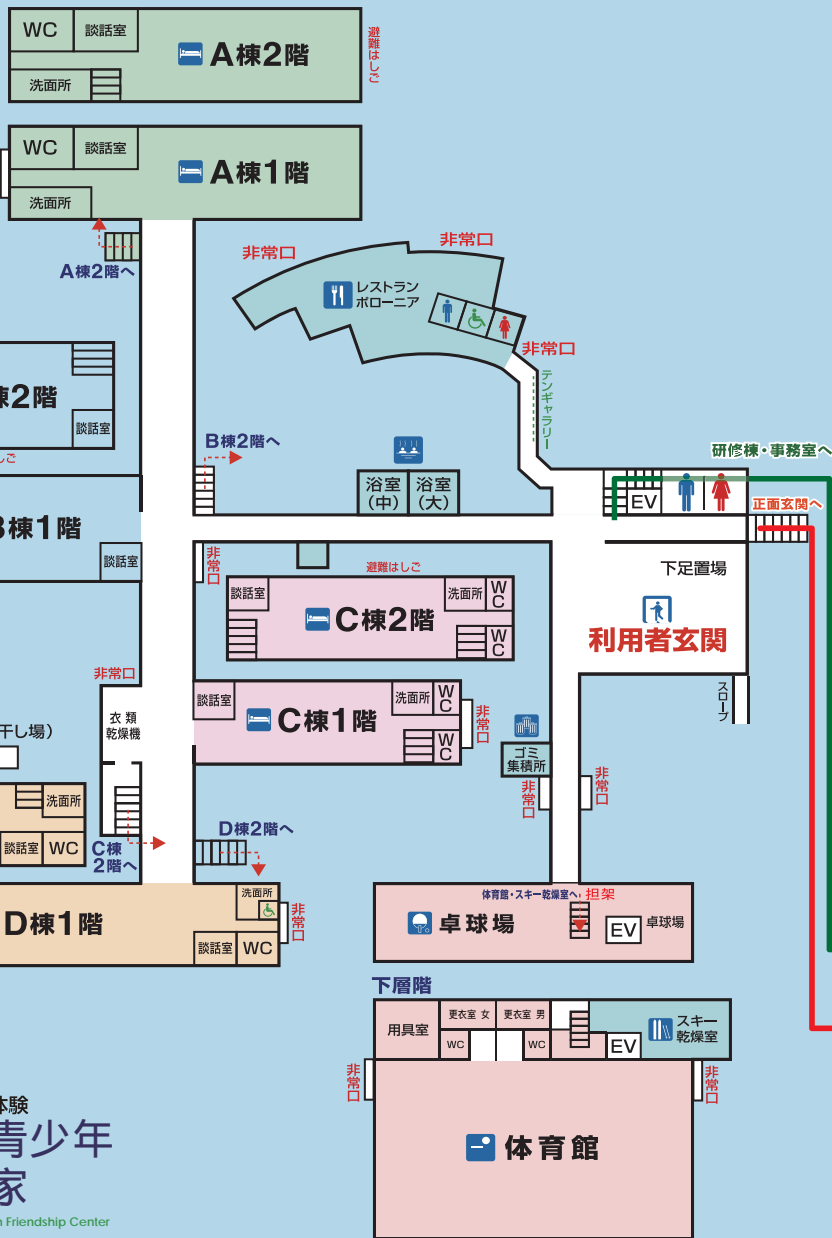 WC
談話室
洗面所
A棟2階
避難はしご
WC
談話室
洗面所
A棟1階
A棟2階へ
非常口
非常口
レストラン
ポローニア
非常口
テンギャラリー
棟2階
談話室
B棟2階へ
浴室
(中)
浴室
(大)
研修棟・事務室へ
EV
正面玄関へ
B棟1階
談話室
非常口
避難はしご
談話室
洗面所
WC
C棟2階
WC
下足置場
利用者玄関
スロープ
非常口
衣類
乾燥機
干し場）
談話室
洗面所
WC
C棟1階
WC
非常口
ゴミ
集積所
非常口
非常口
洗面所
談話室
WC
C棟
2階へ
D棟2階へ
D棟1階
洗面所
談話室
WC
非常口
体育館・スキー乾燥室へ
担架
卓球場
EV
卓球場
下層階
用具室
更衣室 女
更衣室 男
WC
WC
EV
スキー
乾燥室
非常口
非常口
体育館
体験
青少年
家
Friendship Center